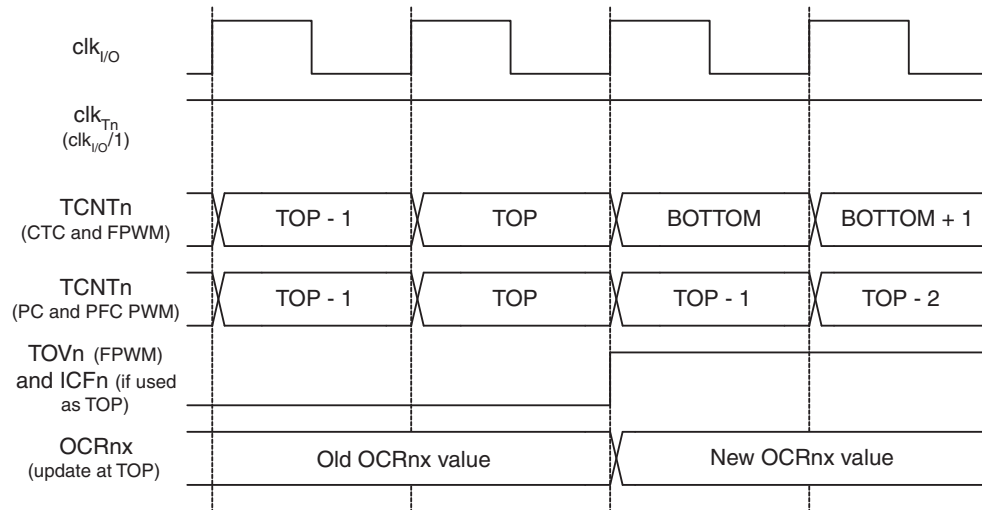 clkI/O
clkTn
(clkI/O/1)
TCNTn
(CTC and FPWM)
TOP - 1
TOP
BOTTOM
BOTTOM + 1
TCNTn
(PC and PFC PWM)
TOP - 1
TOP
TOP - 1
TOP - 2
TOVn (FPWM)
and ICFn (if used
as TOP)
OCRnx
(update at TOP)
Old OCRnx value
New OCRnx value